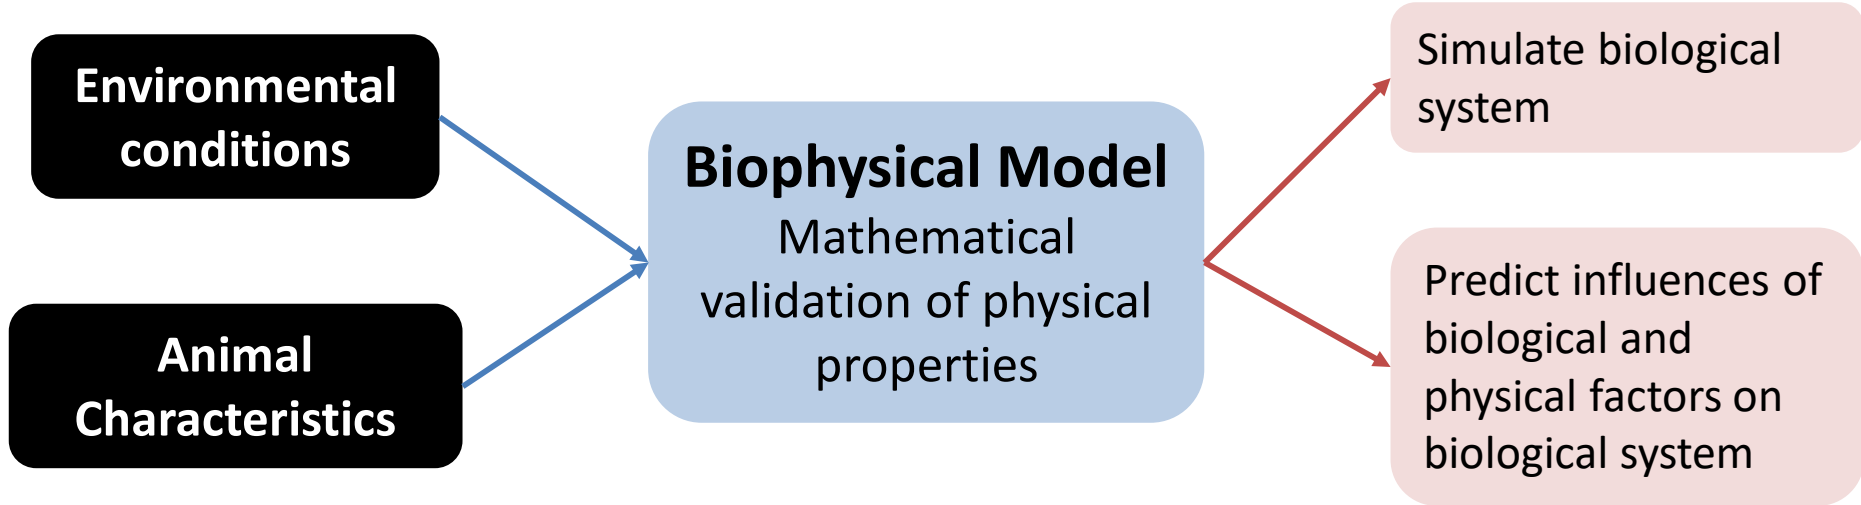 Environmental
conditions
Animal
Characteristics
Biophysical Model
Mathematical
validation of physical
properties
Simulate biological
system
Predict influences of
biological and
physical factors on
biological system